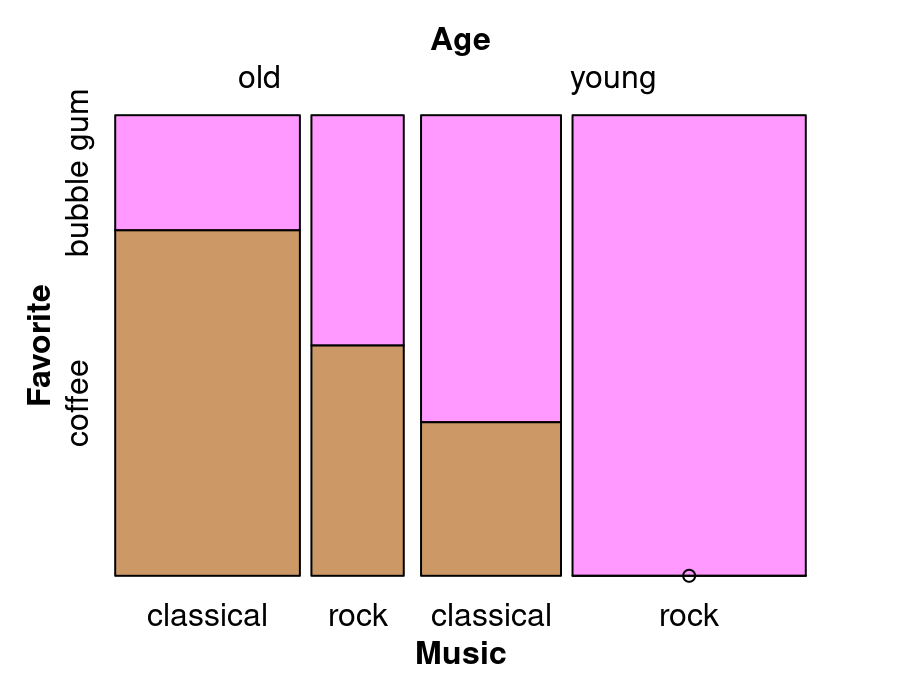 Age
old young
bubble gum
Favorite
coffee
classical rock classical rock
Music